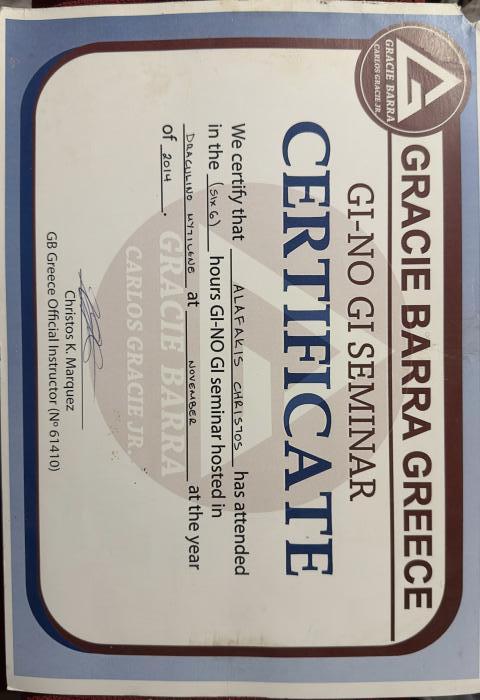 GRACIE BARRA
CARLOS GRACIE JR.
GRACIE BARRA GREECE
GI-NO GI SEMINAR
CERTIFICATE
We certify that ALAFAKIS CHRISTOS has attended
in the (six 6) hours GI-NO GI seminar hosted in
DRACULINO MYTILENE at NOVEMBER at the year
of 2014.
GRACIE BARRA
CARLOS GRACIE JR.
Christos K. Marquez
GB Greece Official Instructor (Nº 61410)